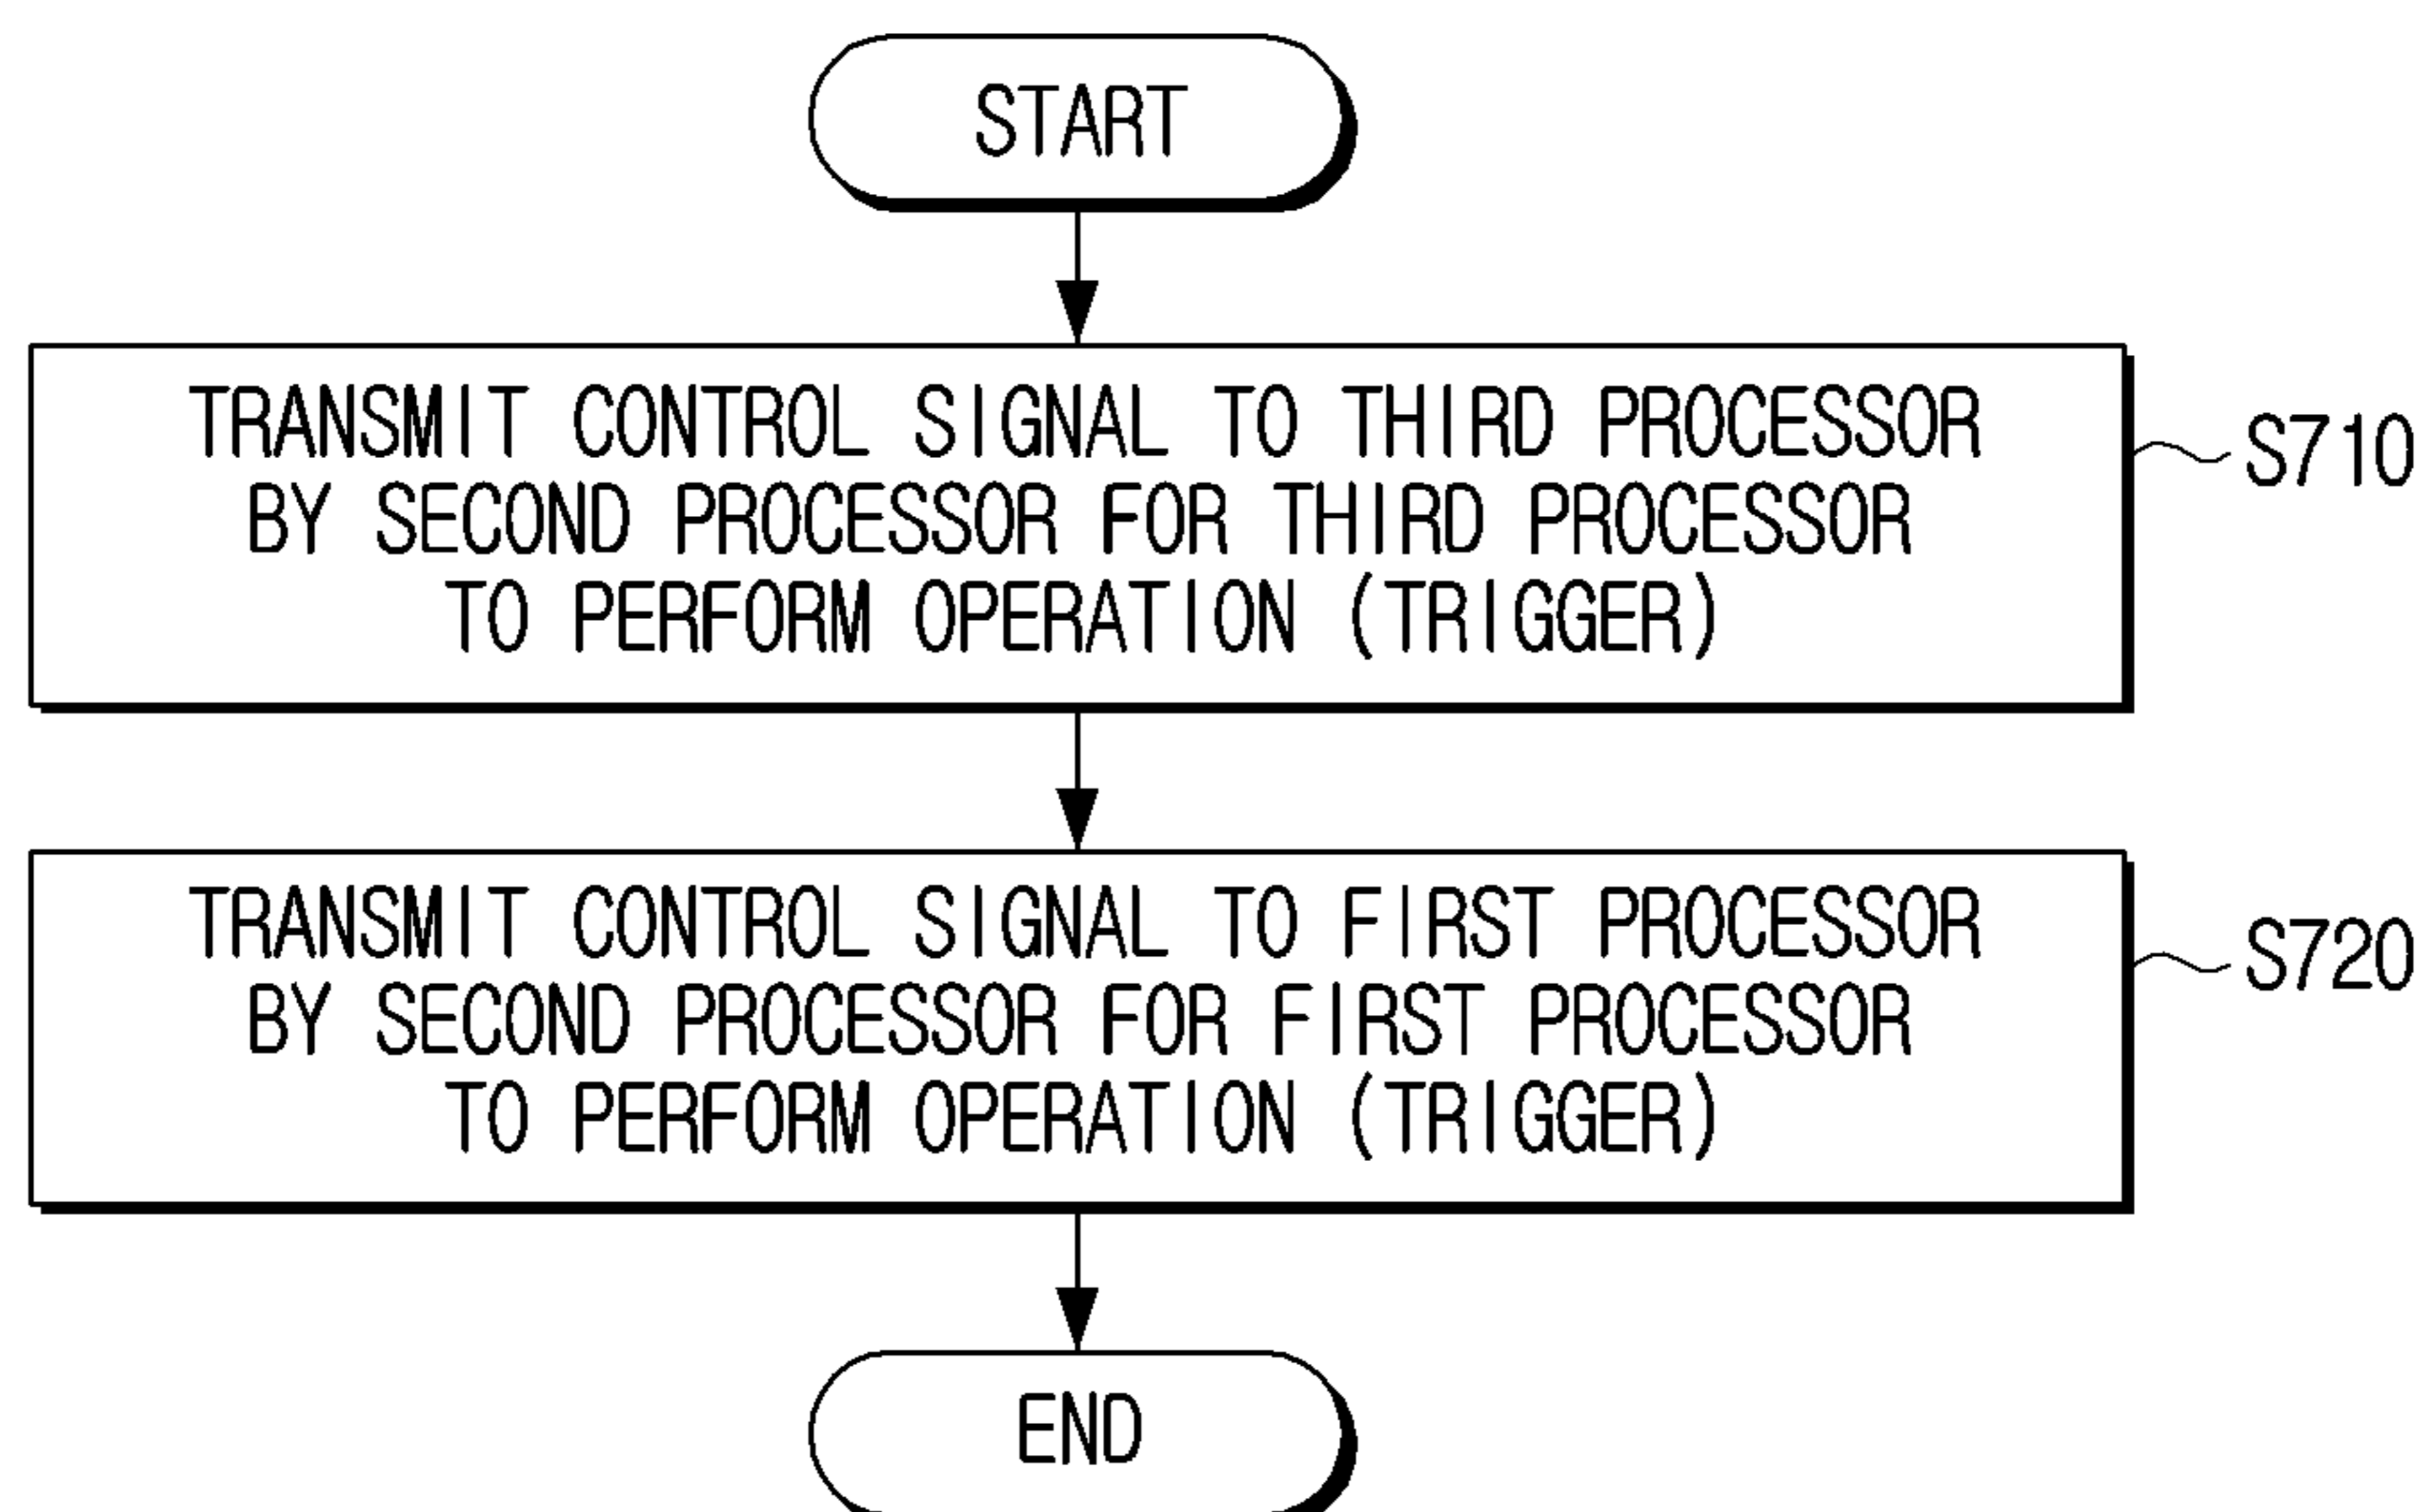 START
TRANSMIT CONTROL SIGNAL TO THIRD PROCESSOR
BY SECOND PROCESSOR FOR THIRD PROCESSOR
TO PERFORM OPERATION (TRIGGER)
S710
TRANSMIT CONTROL SIGNAL TO FIRST PROCESSOR
BY SECOND PROCESSOR FOR FIRST PROCESSOR
TO PERFORM OPERATION (TRIGGER)
S720
END